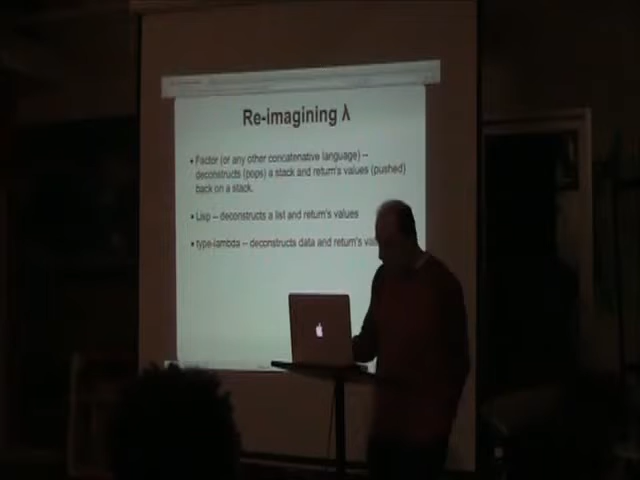 Re-imagining λ
• Factor (or any other concatenative language) –
deconstructs (pops) a stack and return's values (pushed)
back on a stack.
• Lisp – deconstructs a list and return's values
• type-lambda – deconstructs data and return's